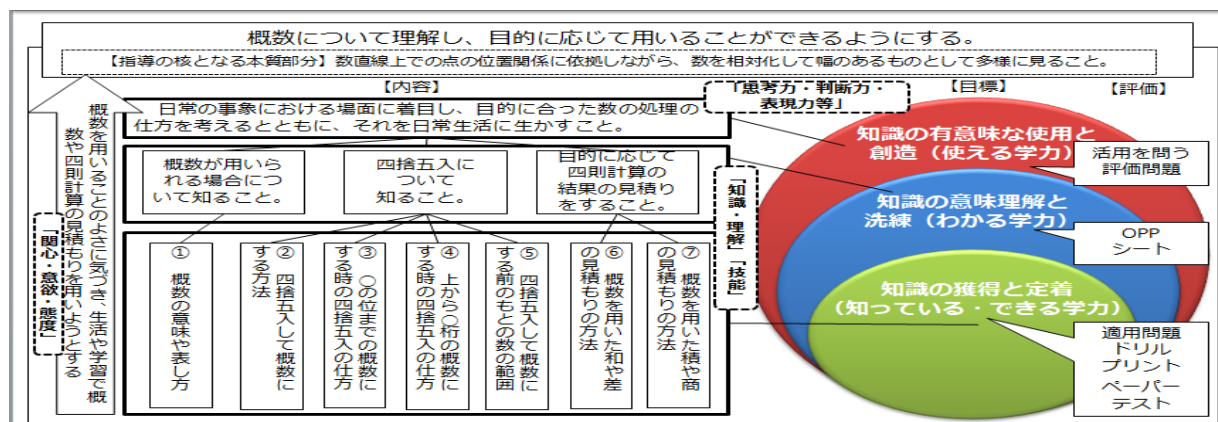 概数について理解し、目的に応じて用いることができるようにする。
【指導の核となる本質部分】数直線上での点の位置関係に依拠しながら、数を相対化して幅のあるものとして多様に見ること。
【内容】
「思考力・判断力・
表現力等」
【目標】
【評価】
日常の事象における場面に着目し、目的に合った数の処理の
仕方を考えるとともに、それを日常生活に生かすこと。
概数が用いら
れる場合につ
いて知ること。
四捨五入に
ついて
知ること。
目的に応じて
四則計算の
結果の見積り
をすること。
概数を用いることのよさに気づき、生活や学習で概
数や四則計算の見積もりを用いようとする
「関心・意欲・態度」
① 概数の意味や表し方
② 四捨五入して概数に
する方法
③ ○の位までの概数に
する時の四捨五入の仕方
④ 上から○桁の概数に
する時の四捨五入の仕方
⑤ 四捨五入して概数に
する前のもとの数の範囲
⑥ 概数を用いた和や差
の見積もりの方法
⑦ 概数を用いた積や商
の見積もりの方法
「知識・理解」「技能」
知識の有意味な使用と
創造（使える学力）
知識の意味理解と
洗練（わかる学力）
知識の獲得と定着
（知っている・できる学力）
活用を問う
評価問題
OPP
シート
適用問題
ドリル
プリント
ペーパー
テスト